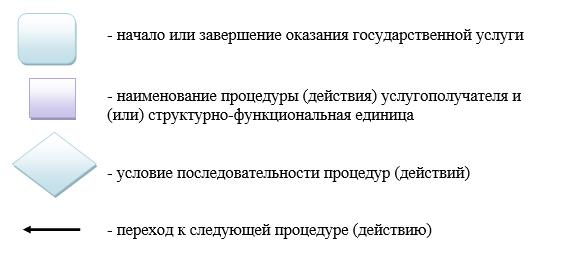 - начало или завершение оказания государственной услуги
- наименование процедуры (действия) услугополучателя и
(или) структурно-функциональная единица
- условие последовательности процедур (действий)
- переход к следующей процедуре (действию)